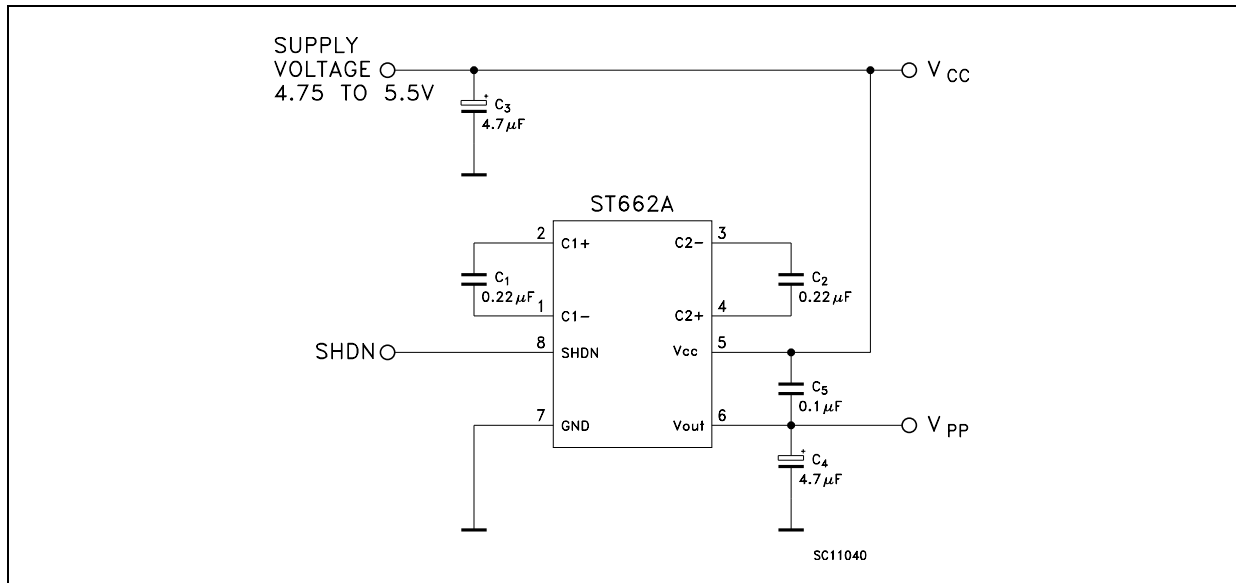 SUPPLY
VOLTAGE
4.75 TO 5.5V
V CC
+
C3
4.7µF
ST662A
2 C1+ C2- 3
C1
0.22µF
C2
0.22µF
1 C1- C2+ 4
SHDN 8 SHDN Vcc 5
C5
0.1µF
7 GND Vout 6 V PP
+
C4
4.7µF
SC11040